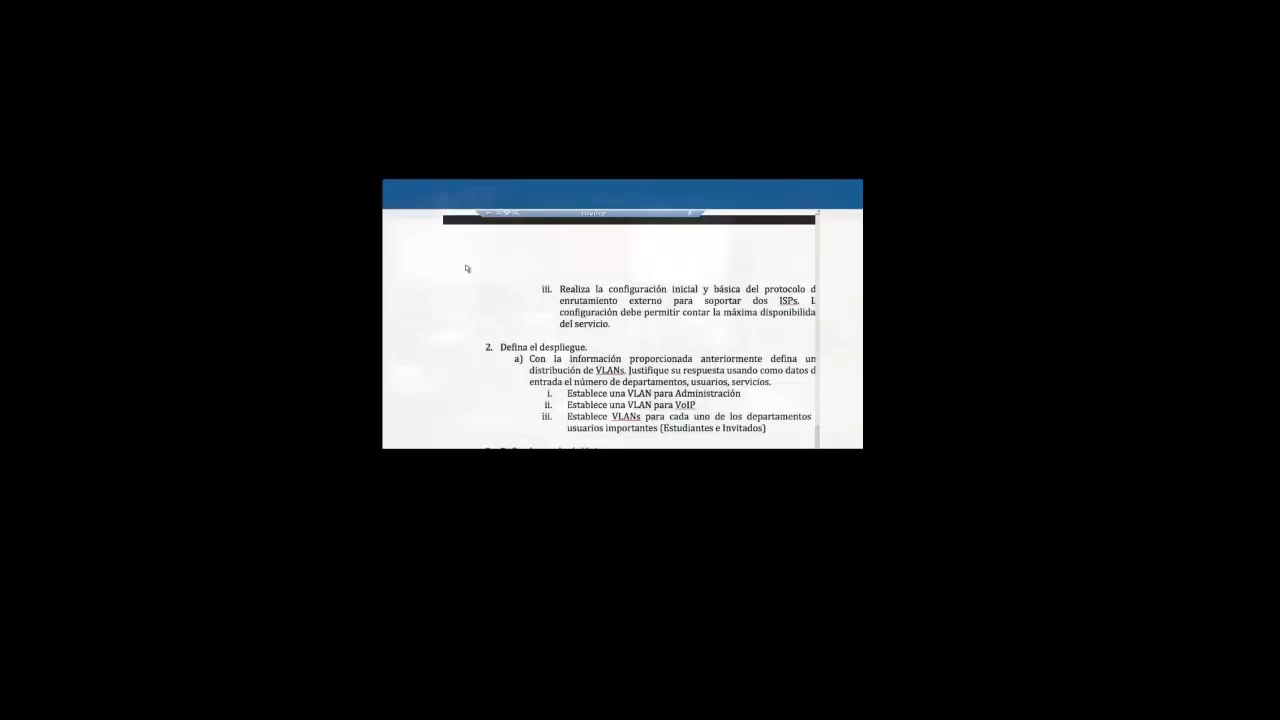 iii. Realiza la configuración inicial y básica del protocolo d
enrutamiento externo para soportar dos ISPs. L
configuración debe permitir contar la máxima disponibilida
del servicio.
2. Defina el despliegue.
a) Con la información proporcionada anteriormente defina un
distribución de VLANs. Justifique su respuesta usando como datos d
entrada el número de departamentos, usuarios, servicios.
i. Establece una VLAN para Administración
ii. Establece una VLAN para VoIP
iii. Establece VLANs para cada uno de los departamentos
usuarios importantes (Estudiantes e Invitados)